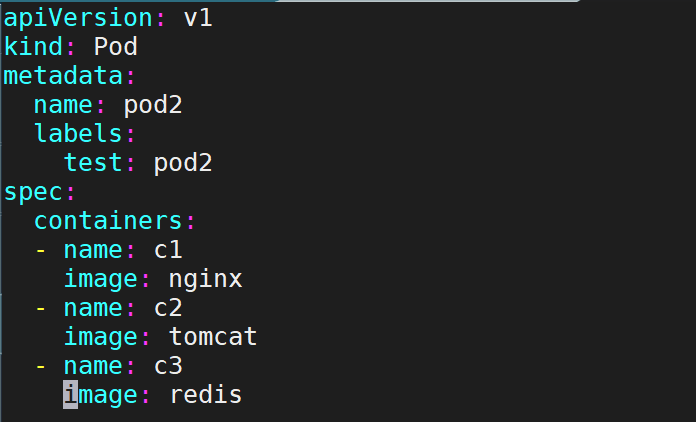 apiVersion: v1
kind: Pod
metadata:
  name: pod2
  labels:
    test: pod2
spec:
  containers:
  - name: c1
    image: nginx
  - name: c2
    image: tomcat
  - name: c3
    image: redis